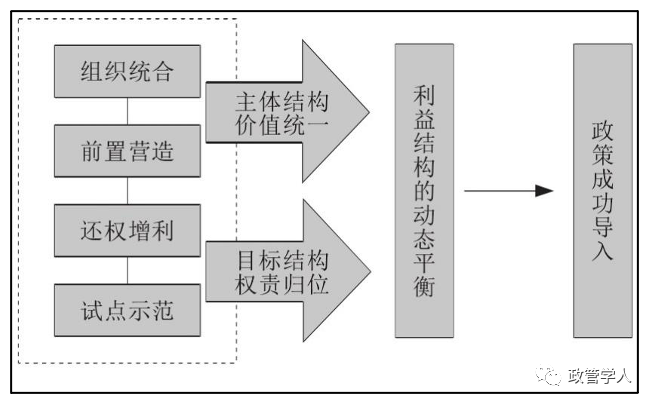 组织统合
前置营造
还权增利
试点示范
主体结构
价值统一
目标结构
权责归位
利益结构的动态平衡
政策成功导入
政管学人